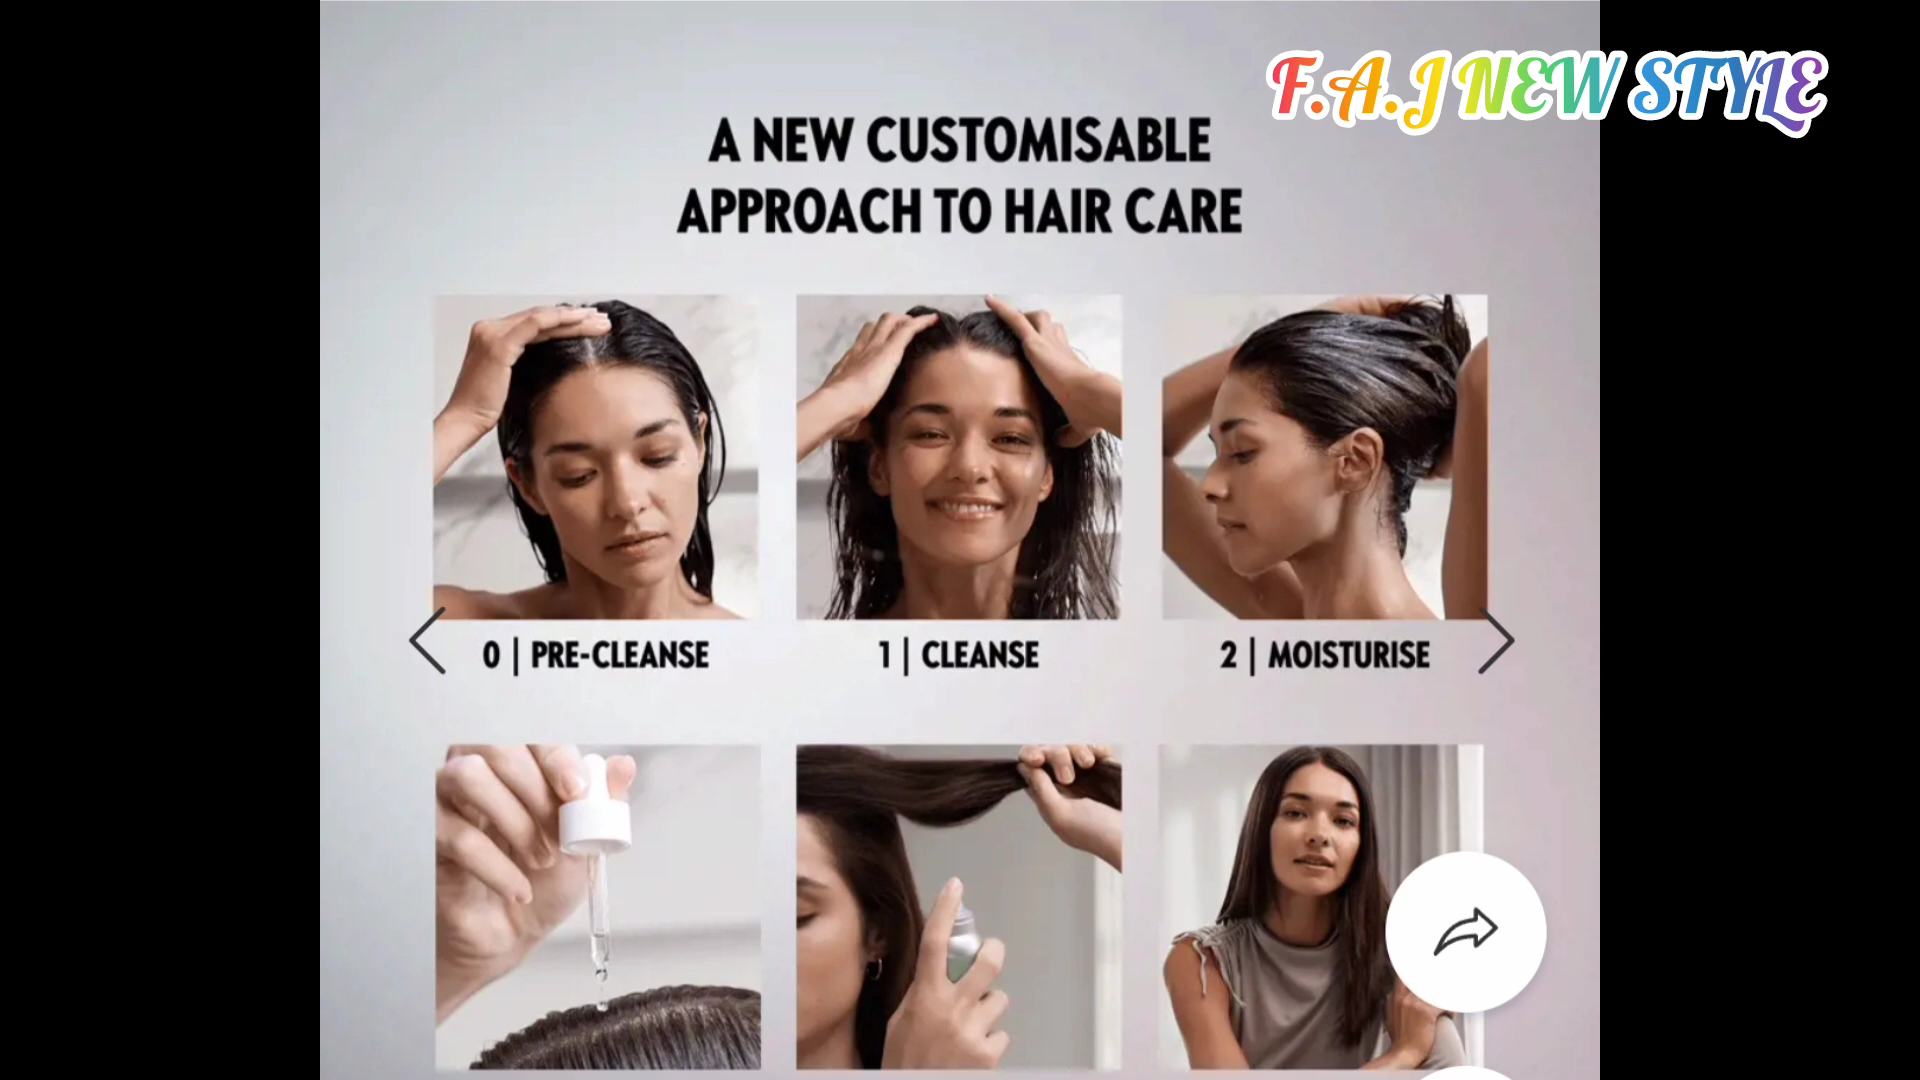 F.A.J NEW STYLE
A NEW CUSTOMISABLE
APPROACH TO HAIR CARE
0 | PRE-CLEANSE
1 | CLEANSE
2 | MOISTURISE